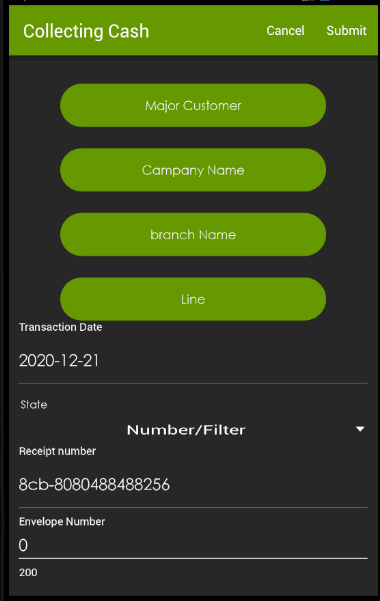 Collecting Cash Cancel Submit
Major Customer
Campany Name
branch Name
Line
Transaction Date
2020-12-21
State
Number/Filter
Receipt number
8cb-8080488488256
Envelope Number
0
200